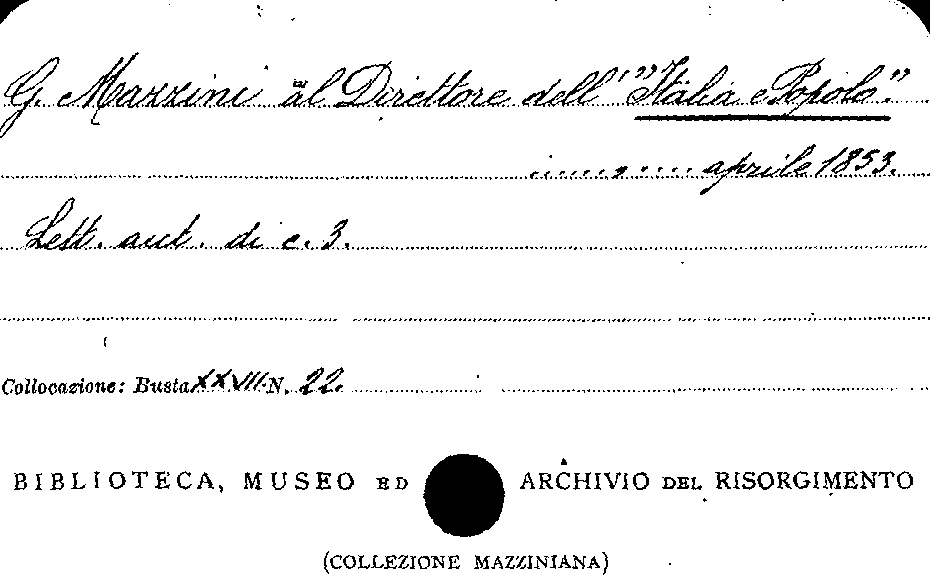 G. Mazzini al Direttore dell'"Italia e Popolo".
...... , ..... aprile 1853.
Lett. aut. di c. 3.
Collocazione: Busta XXVIII N. 22.
BIBLIOTECA, MUSEO ED ARCHIVIO DEL RISORGIMENTO
(COLLEZIONE MAZZINIANA)